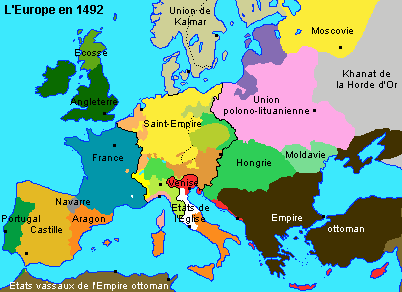 L'Europe en 1492
Union de
Kalmar
Moscovie
Ecosse
Khanat de
la Horde d'Or
Angleterre
Union
polono-lituanienne
Saint-Empire
France
Hongrie
Moldavie
Venise
Navarre
Portugal
Aragon
Castille
Etats de
l'Eglise
Empire
ottoman
États vassaux de l'Empire ottoman